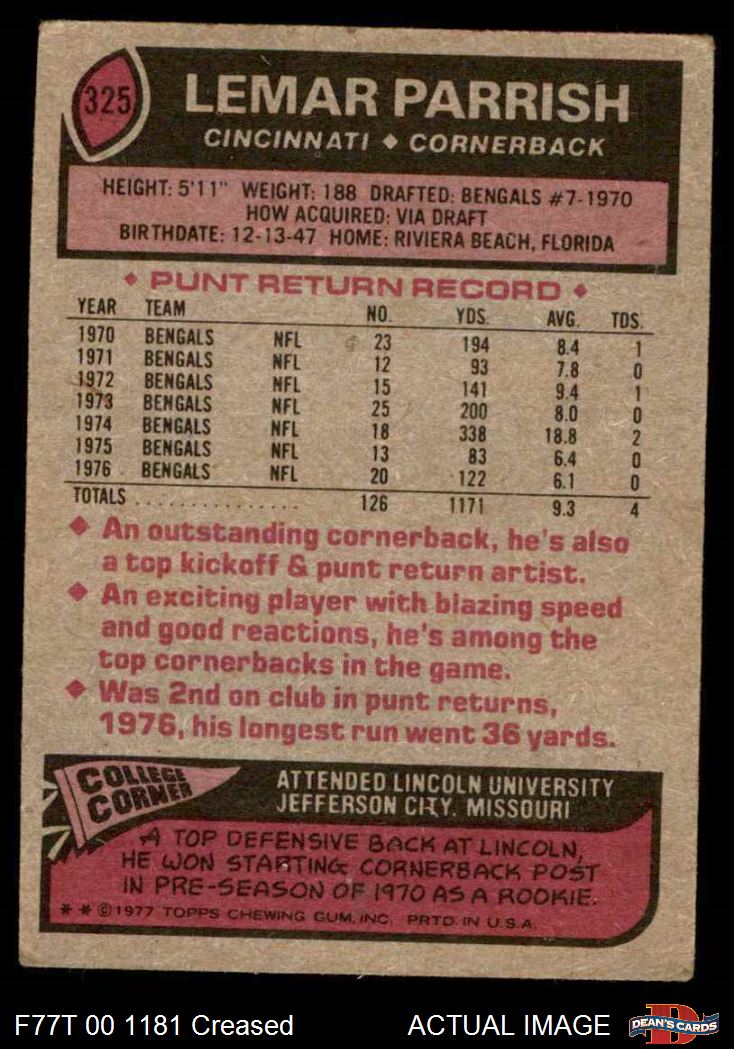 325
LEMAR PARRISH
CINCINNATI ◆ CORNERBACK
HEIGHT: 5'11" WEIGHT: 188 DRAFTED: BENGALS #7-1970
HOW ACQUIRED: VIA DRAFT
BIRTHDATE: 12-13-47 HOME: RIVIERA BEACH, FLORIDA
◆ PUNT RETURN RECORD ◆
YEAR TEAM NO. YDS. AVG. TDS.
1970 BENGALS NFL 23 194 8.4 1
1971 BENGALS NFL 12 93 7.8 0
1972 BENGALS NFL 15 141 9.4 1
1973 BENGALS NFL 25 200 8.0 0
1974 BENGALS NFL 18 338 18.8 2
1975 BENGALS NFL 13 83 6.4 0
1976 BENGALS NFL 20 122 6.1 0
TOTALS . . . . . . . . . . . . . . . 126 1171 9.3 4
◆ An outstanding cornerback, he's also
a top kickoff & punt return artist.
◆ An exciting player with blazing speed
and good reactions, he's among the
top cornerbacks in the game.
◆ Was 2nd on club in punt returns,
1976, his longest run went 36 yards.
COLLEGE
CORNER
ATTENDED LINCOLN UNIVERSITY
JEFFERSON CITY, MISSOURI
A TOP DEFENSIVE BACK AT LINCOLN,
HE WON STARTING CORNERBACK POST
IN PRE-SEASON OF 1970 AS A ROOKIE.
* * © 1977 TOPPS CHEWING GUM, INC. PRTD. IN U.S.A.
F77T 00 1181 Creased
ACTUAL IMAGE
D
DEAN'S CARDS